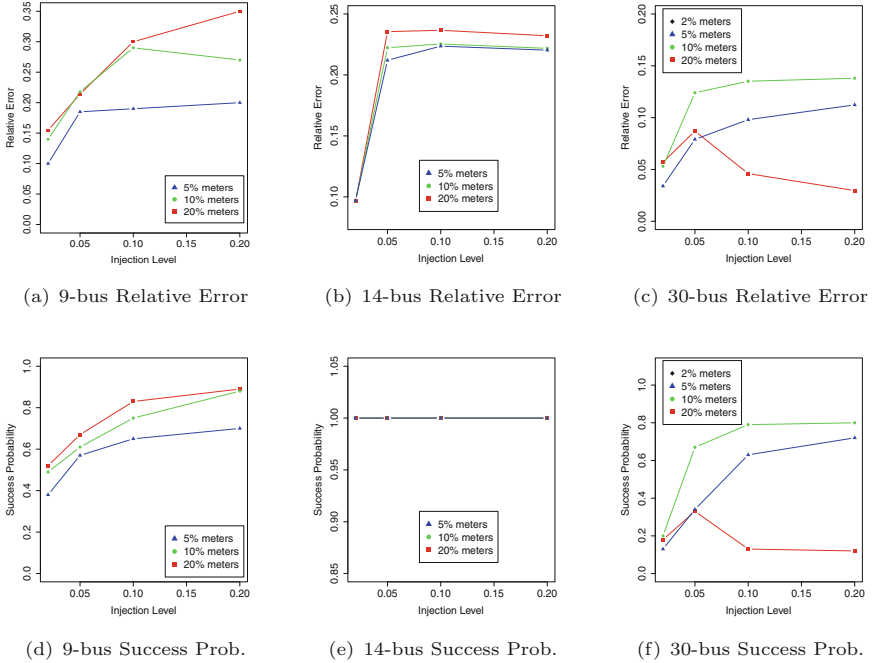 Relative Error
0.00 0.05 0.10 0.15 0.20 0.25 0.30 0.35
5% meters
10% meters
20% meters
0.05 0.10 0.15 0.20
Injection Level
(a) 9-bus Relative Error
Relative Error
0.10 0.15 0.20 0.25
5% meters
10% meters
20% meters
0.05 0.10 0.15 0.20
Injection Level
(b) 14-bus Relative Error
Relative Error
0.00 0.05 0.10 0.15 0.20
2% meters
5% meters
10% meters
20% meters
0.05 0.10 0.15 0.20
Injection Level
(c) 30-bus Relative Error
Success Probability
0.0 0.2 0.4 0.6 0.8 1.0
5% meters
10% meters
20% meters
0.05 0.10 0.15 0.20
Injection Level
(d) 9-bus Success Prob.
Success Probability
0.85 0.90 0.95 1.00 1.05
5% meters
10% meters
20% meters
0.05 0.10 0.15 0.20
Injection Level
(e) 14-bus Success Prob.
Success Probability
0.0 0.2 0.4 0.6 0.8 1.0
2% meters
5% meters
10% meters
20% meters
0.05 0.10 0.15 0.20
Injection Level
(f) 30-bus Success Prob.